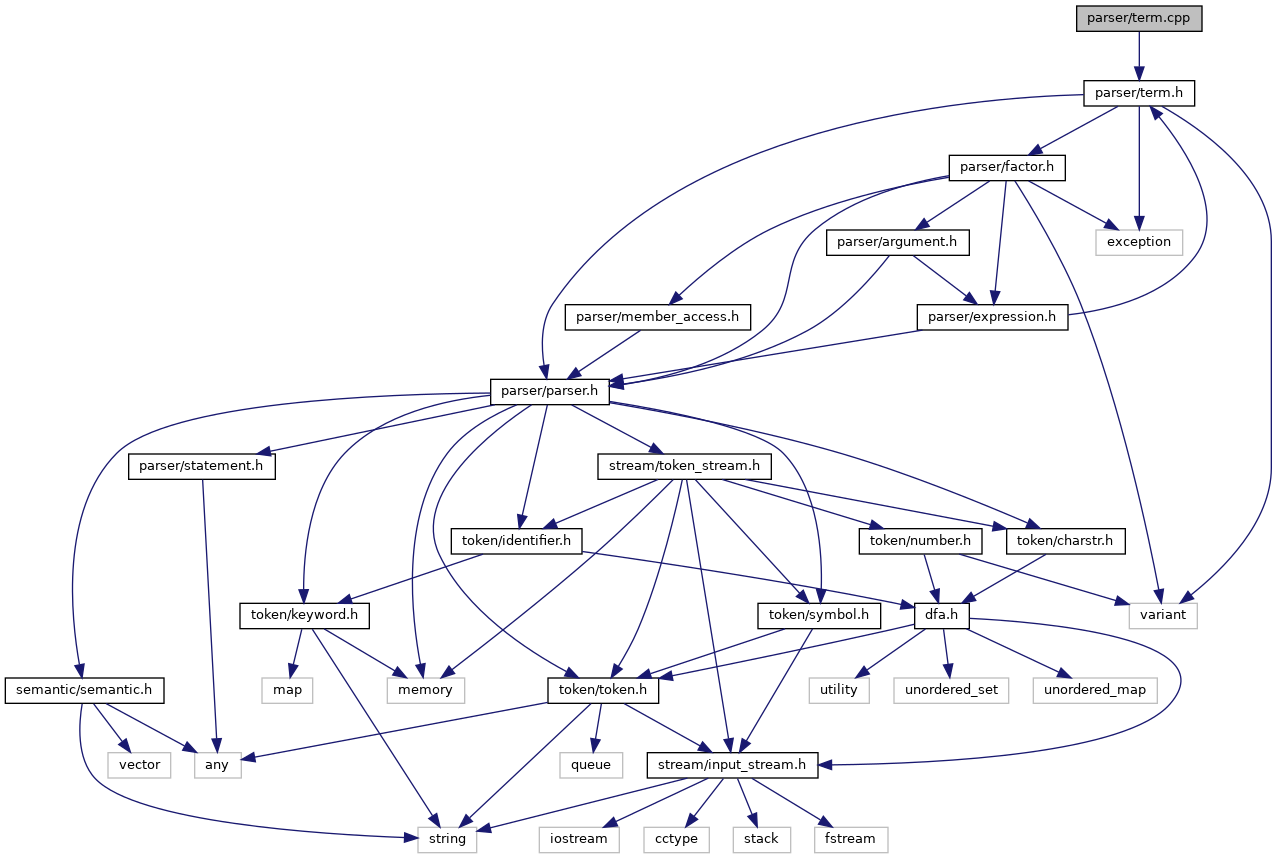 parser/term.cpp
parser/term.h
parser/factor.h
parser/argument.h
exception
parser/member_access.h
parser/expression.h
parser/parser.h
parser/statement.h
stream/token_stream.h
token/identifier.h
token/number.h
token/charstr.h
token/keyword.h
token/symbol.h
dfa.h
variant
semantic/semantic.h
map
memory
token/token.h
utility
unordered_set
unordered_map
vector
any
queue
stream/input_stream.h
string
iostream
cctype
stack
fstream